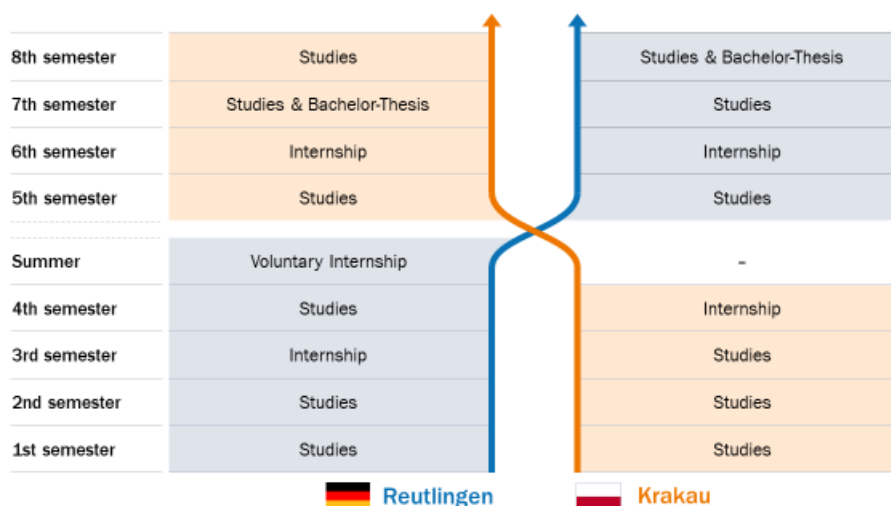 8th semester Studies Studies & Bachelor-Thesis
7th semester Studies & Bachelor-Thesis Studies
6th semester Internship Internship
5th semester Studies Studies
Summer Voluntary Internship –
4th semester Studies Internship
3rd semester Internship Studies
2nd semester Studies Studies
1st semester Studies Studies
Reutlingen Krakau